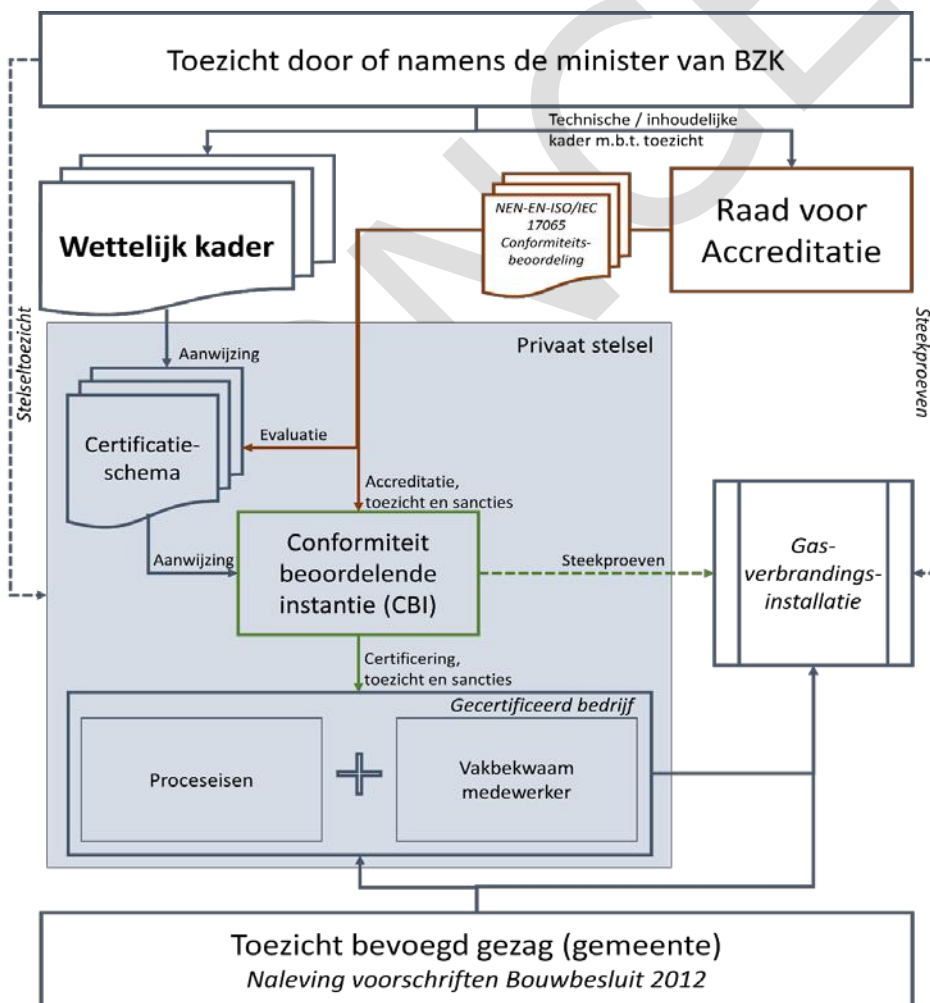 Toezicht door of namens de minister van BZK
Technische / inhoudelijke
kader m.b.t. toezicht
Wettelijk kader
NEN-EN-ISO/IEC
17065
Conformiteits-
beoordeling
Raad voor
Accreditatie
Stelseltoezicht
Steekproeven
Privaat stelsel
Aanwijzing
Certificatie-
schema
Evaluatie
Accreditatie,
toezicht en sancties
Aanwijzing
Conformiteit
beoordelende
instantie (CBI)
Steekproeven
Gas-
verbrandings-
installatie
Certificering,
toezicht en sancties
Gecertificeerd bedrijf
Proceseisen
Vakbekwaam
medewerker
Toezicht bevoegd gezag (gemeente)
Naleving voorschriften Bouwbesluit 2012